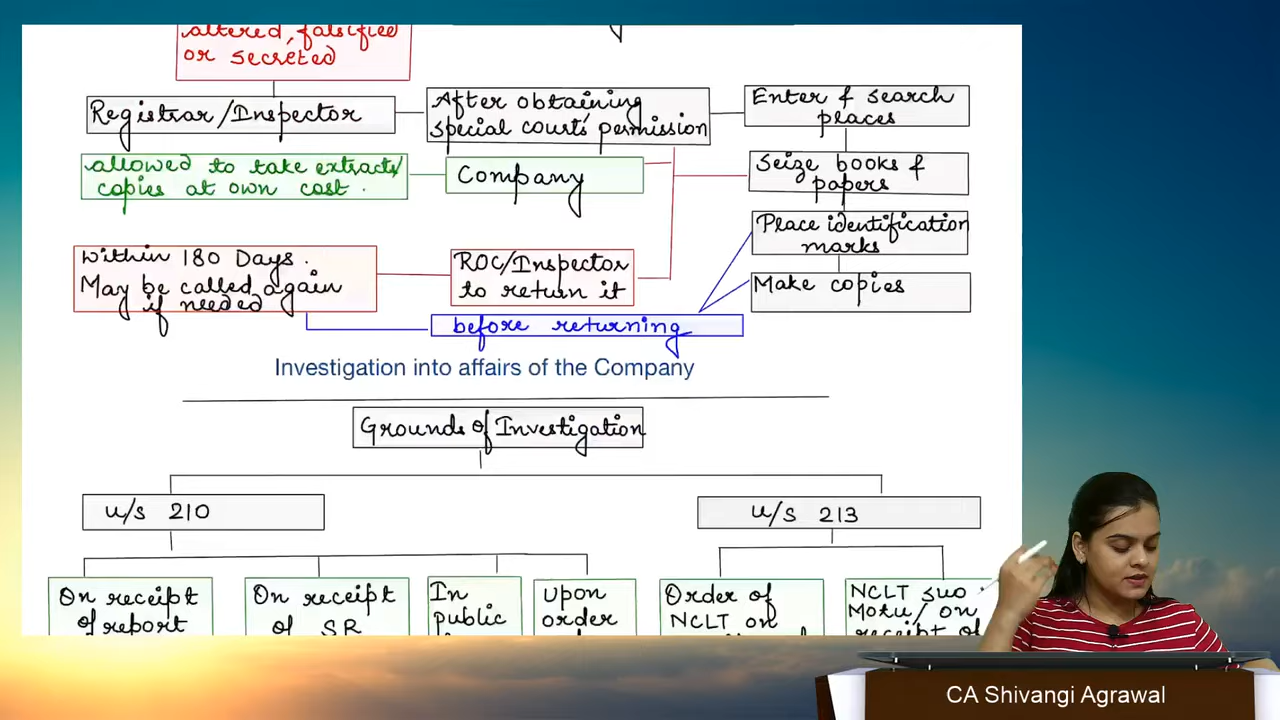 altered, falsified
or secreted
Registrar/Inspector
After obtaining
special court's permission
Enter & search
places
allowed to take extracts/
copies at own cost.
Company
Seize books &
papers
Place identification
marks
Within 180 Days.
May be called again
if needed
ROC/Inspector
to return it
Make copies
before returning
Investigation into affairs of the Company
Grounds of Investigation
u/s 210
u/s 213
On receipt
of report
On receipt
of SR
In
public
Upon
order
Order of
NCLT on
NCLT suo
Motu/on
receipt of
CA Shivangi Agrawal